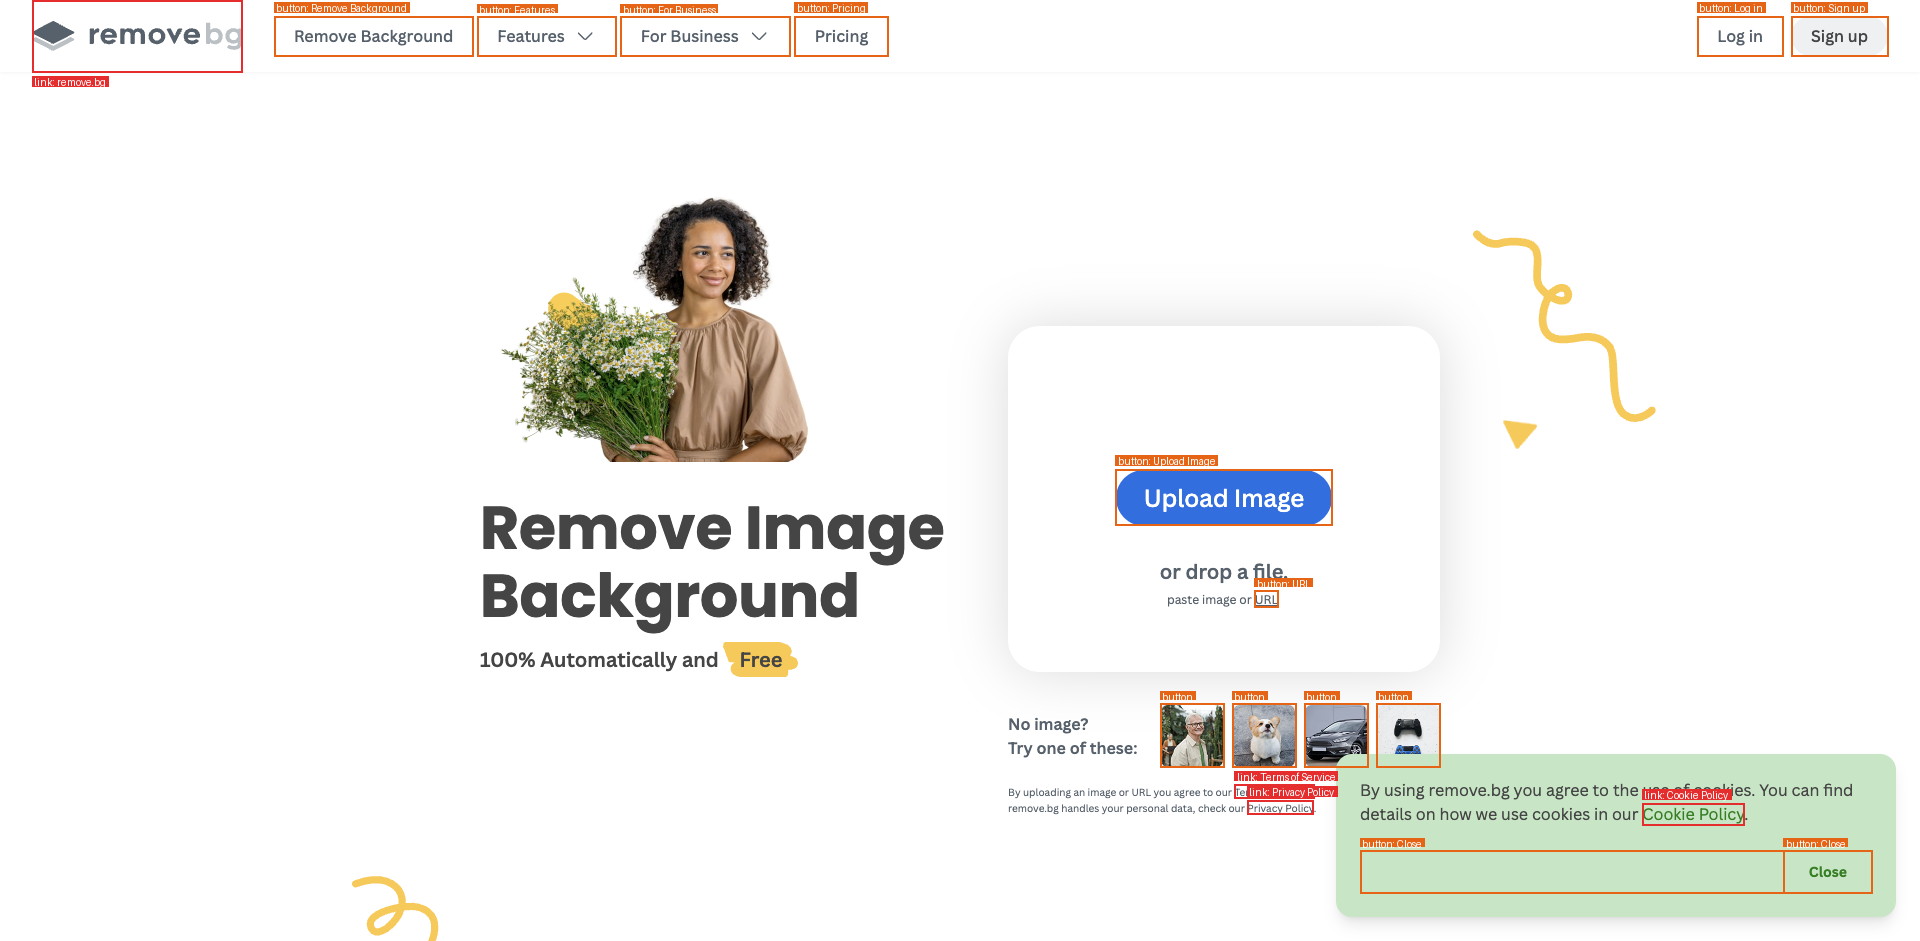 button: Remove Background
button: Features
button: For Business
button: Pricing
button: Log in
button: Sign up
removebg
Remove Background
Features
For Business
Pricing
Log in
Sign up
link: remove.bg
button: Upload Image
Upload Image
Remove Image
Background
100% Automatically and Free
or drop a file,
button: URL
paste image or URL
button
button
button
button
No image?
Try one of these:
link: Terms of Service
By uploading an image or URL you agree to our
link: Privacy Policy
remove.bg handles your personal data, check our Privacy Policy.
By using remove.bg you agree to the use of cookies. You can find
link: Cookie Policy
details on how we use cookies in our Cookie Policy.
button: Close
button: Close
Close